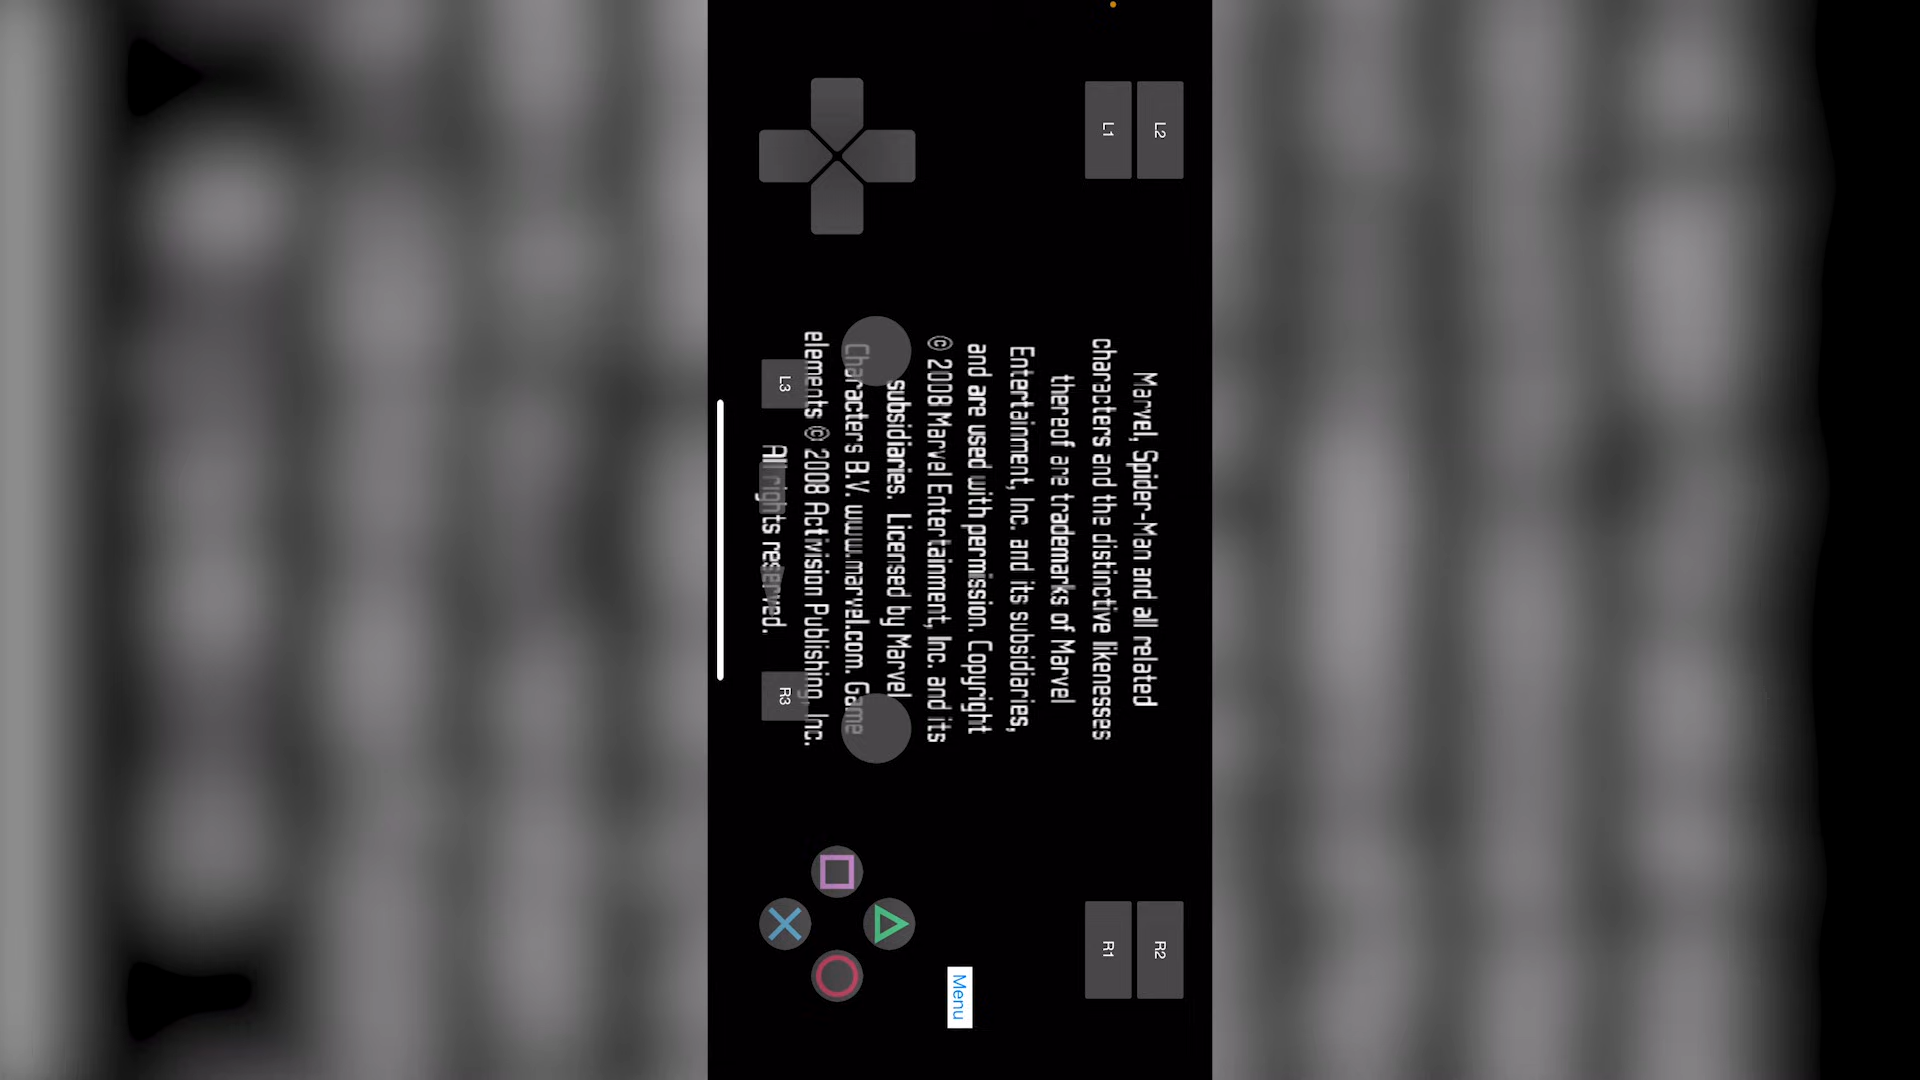 L2
L1
Marvel, Spider-Man and all related
characters and the distinctive likenesses
thereof are trademarks of Marvel
Entertainment, Inc. and its subsidiaries,
and are used with permission. Copyright
© 2008 Marvel Entertainment, Inc. and its
subsidiaries. Licensed by Marvel
Characters B.V. www.marvel.com. Game
elements © 2008 Activision Publishing, Inc.
All rights reserved.
L3
R3
R2
R1
Menu